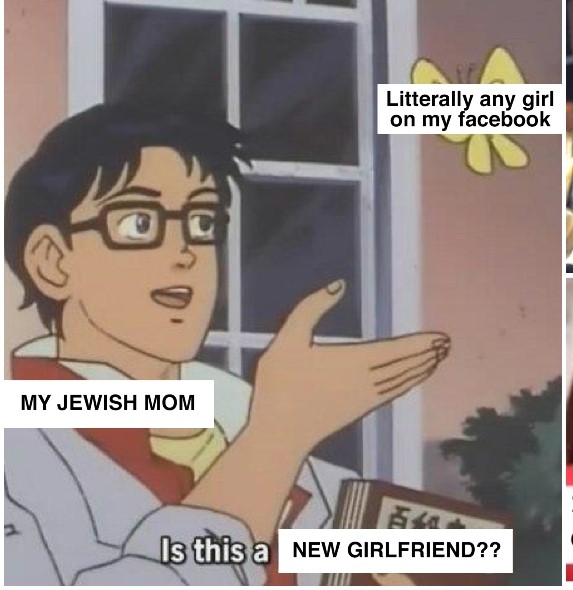 Litterally any girl
on my facebook
MY JEWISH MOM
Is this a NEW GIRLFRIEND??